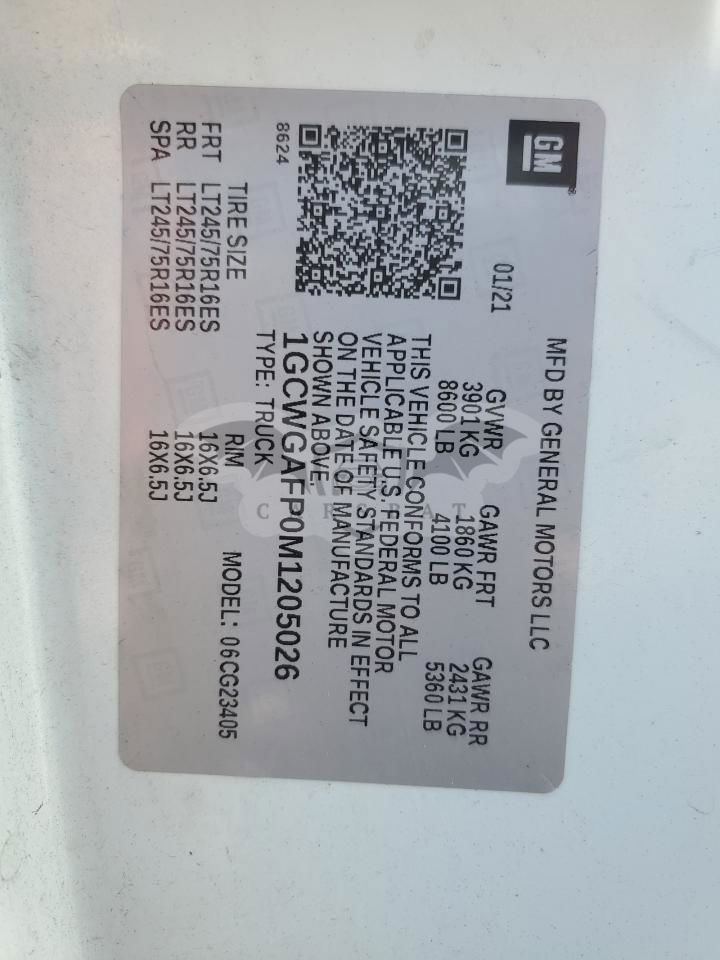 GM
MFD BY GENERAL MOTORS LLC
01/21
GVWR GAWR FRT GAWR RR
3901 KG 1860 KG 2431 KG
8600 LB 4100 LB 5360 LB
THIS VEHICLE CONFORMS TO ALL
APPLICABLE U.S. FEDERAL MOTOR
VEHICLE SAFETY STANDARDS IN EFFECT
ON THE DATE OF MANUFACTURE
SHOWN ABOVE.
8624
1GCWGAFP0M1205026
TYPE: TRUCK MODEL: 06CG23405
TIRE SIZE RIM
FRT LT245/75R16ES 16X6.5J
RR LT245/75R16ES 16X6.5J
SPA LT245/75R16ES 16X6.5J